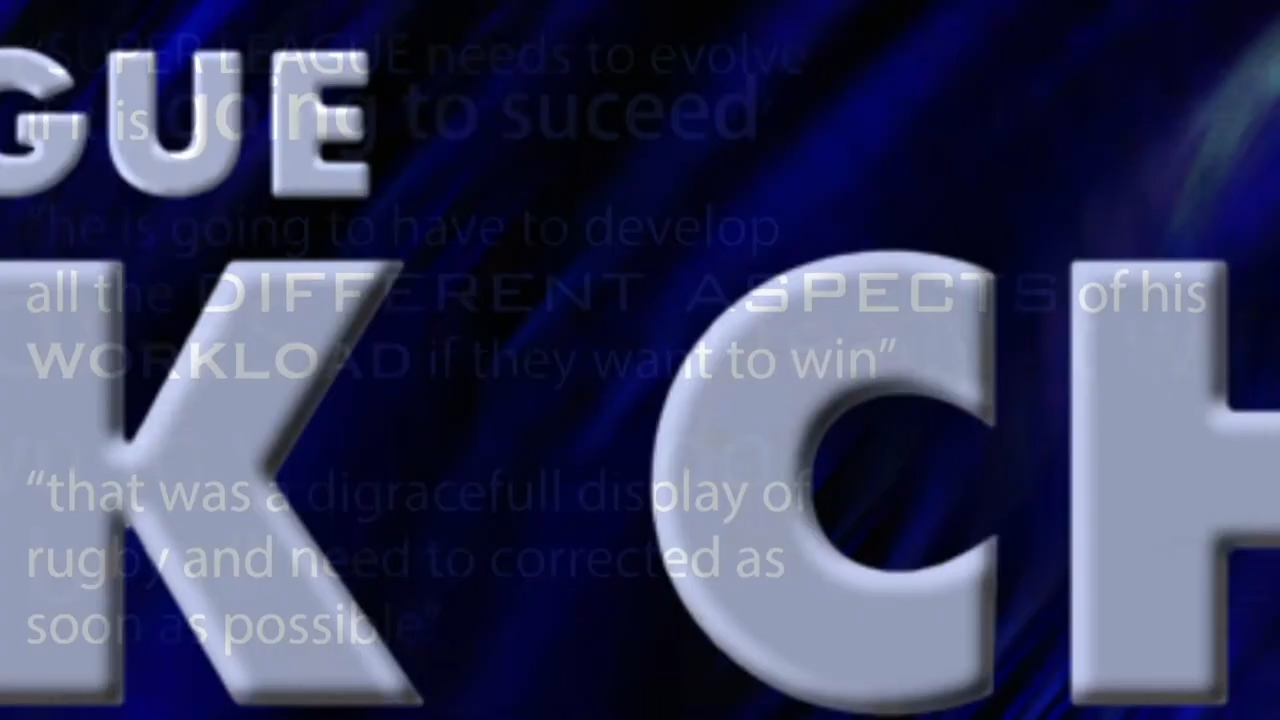 GUE
"SUPER LEAGUE needs to evolve
if it is going to suceed
"he is going to have to develop
all the DIFFERENT ASPECTS of his
WORKLOAD if they want to win"
K CH
"that was a digracefull display of
rugby and need to corrected as
soon as possible"